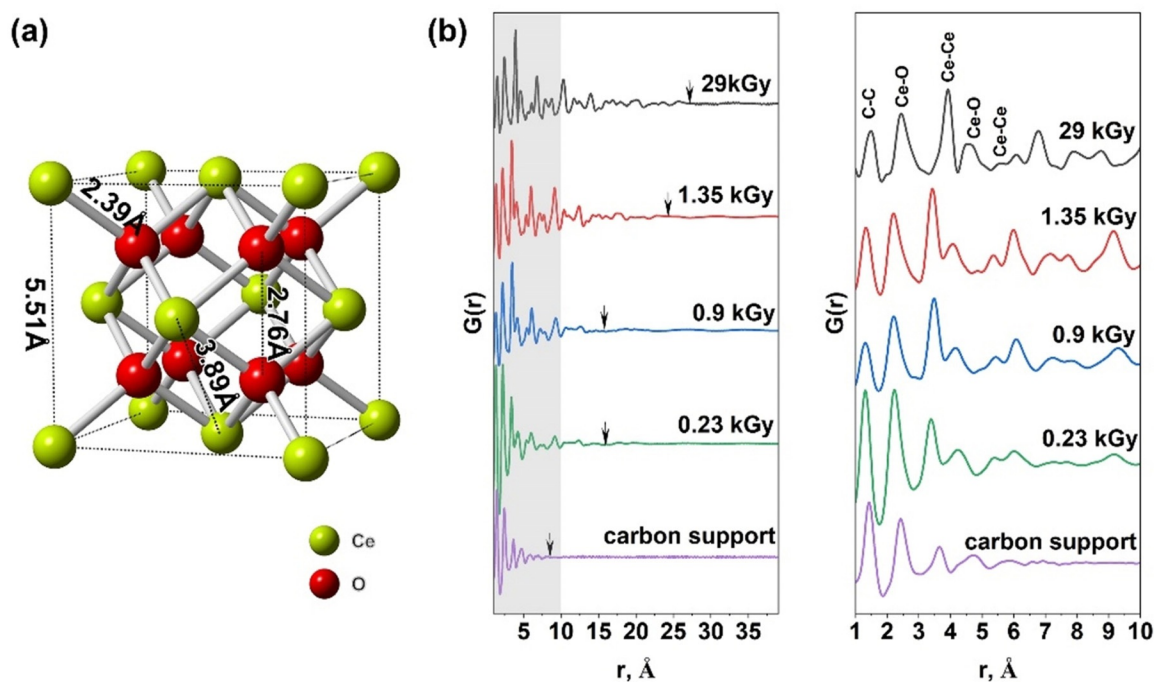 (a)
2.39Å
5.51Å
2.76Å
3.89Å
Ce
O
(b)
G(r)
29kGy
1.35 kGy
0.9 kGy
0.23 kGy
carbon support
5 10 15 20 25 30 35
r, Å
G(r)
C-C
Ce-O
Ce-Ce
Ce-O
Ce-Ce
29 kGy
1.35 kGy
0.9 kGy
0.23 kGy
carbon support
1 2 3 4 5 6 7 8 9 10
r, Å